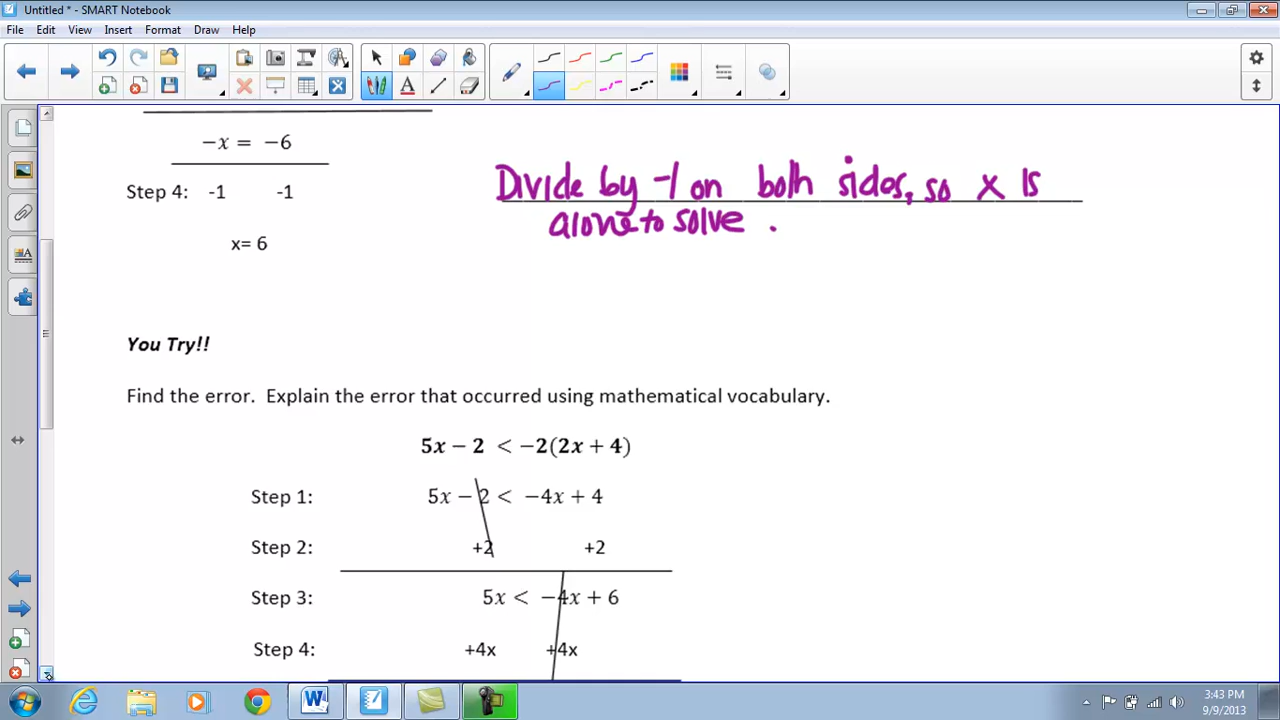 Untitled * - SMART Notebook
File Edit View Insert Format Draw Help
−x = −6
Step 4: -1 -1
x= 6
Divide by -1 on both sides, so x is
alone to solve .
You Try!!
Find the error. Explain the error that occurred using mathematical vocabulary.
5x − 2 < −2(2x + 4)
Step 1: 5x − 2 < −4x + 4
Step 2: +2 +2
Step 3: 5x < −4x + 6
Step 4: +4x +4x
3:43 PM
9/9/2013